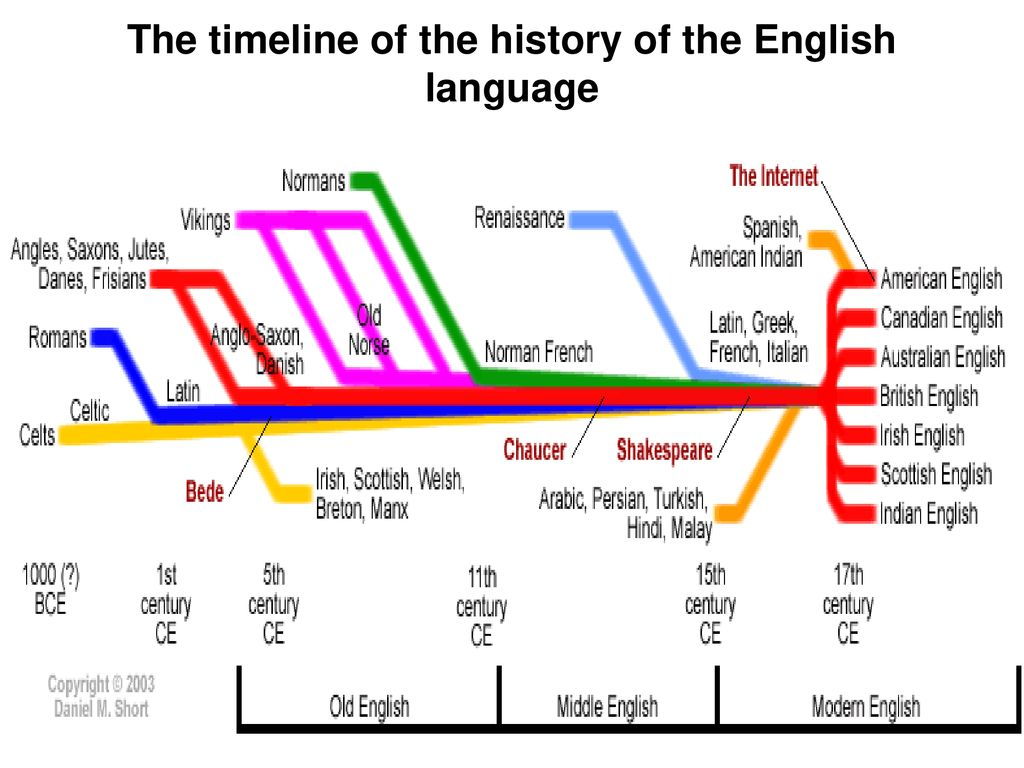 The timeline of the history of the English
language
The Internet
Normans
Vikings
Renaissance
Spanish,
American Indian
Angles, Saxons, Jutes,
Danes, Frisians
American English
Romans
Anglo-Saxon,
Danish
Old
Norse
Norman French
Latin, Greek,
French, Italian
Canadian English
Australian English
Latin
British English
Celtic
Celts
Irish English
Chaucer
Shakespeare
Scottish English
Bede
Irish, Scottish, Welsh,
Breton, Manx
Arabic, Persian, Turkish,
Hindi, Malay
Indian English
1000 (?)
BCE
1st
century
CE
5th
century
CE
11th
century
CE
15th
century
CE
17th
century
CE
Copyright © 2003
Daniel M. Short
Old English
Middle English
Modern English